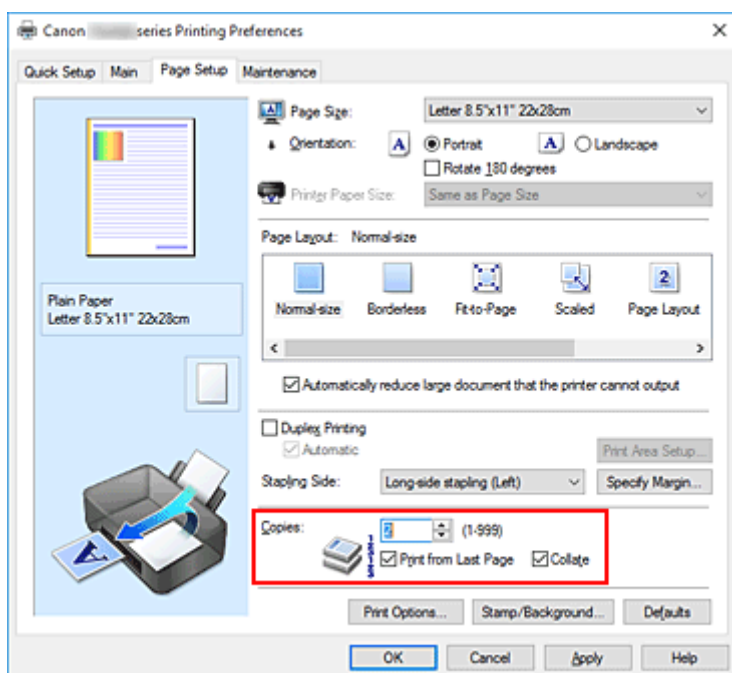 Canon series Printing Preferences
Quick Setup Main Page Setup Maintenance
Page Size: Letter 8.5"x11" 22x28cm
Orientation: A Portrait A Landscape
Rotate 180 degrees
Printer Paper Size: Same as Page Size
Page Layout: Normal-size
2
Normal-size Borderless Fit-to-Page Scaled Page Layout
Plain Paper
Letter 8.5"x11" 22x28cm
Automatically reduce large document that the printer cannot output
Duplex Printing
Automatic
Print Area Setup...
Stapling Side: Long-side stapling (Left) Specify Margin...
Copies: 2 (1-999)
Print from Last Page Collate
Print Options... Stamp/Background... Defaults
OK Cancel Apply Help